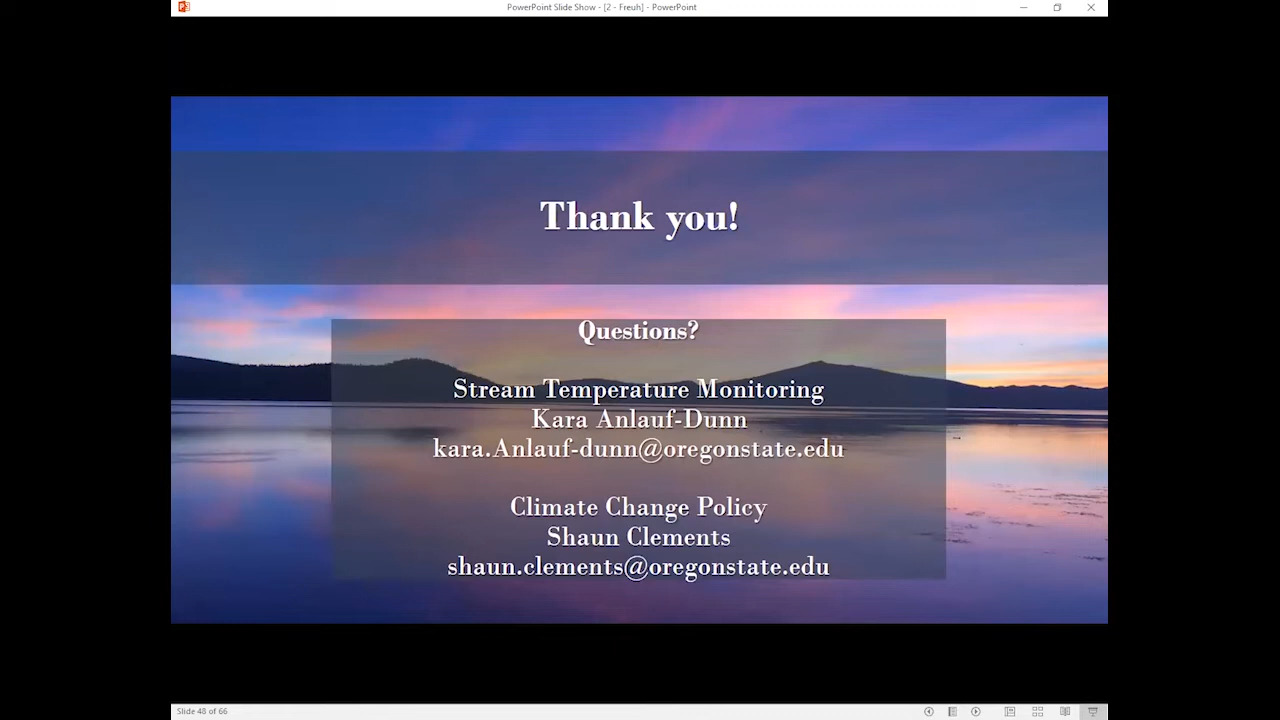 PowerPoint Slide Show - [2 - Freuh] - PowerPoint
Thank you!
Questions?
Stream Temperature Monitoring
Kara Anlauf-Dunn
kara.Anlauf-dunn@oregonstate.edu
Climate Change Policy
Shaun Clements
shaun.clements@oregonstate.edu
Slide 48 of 66